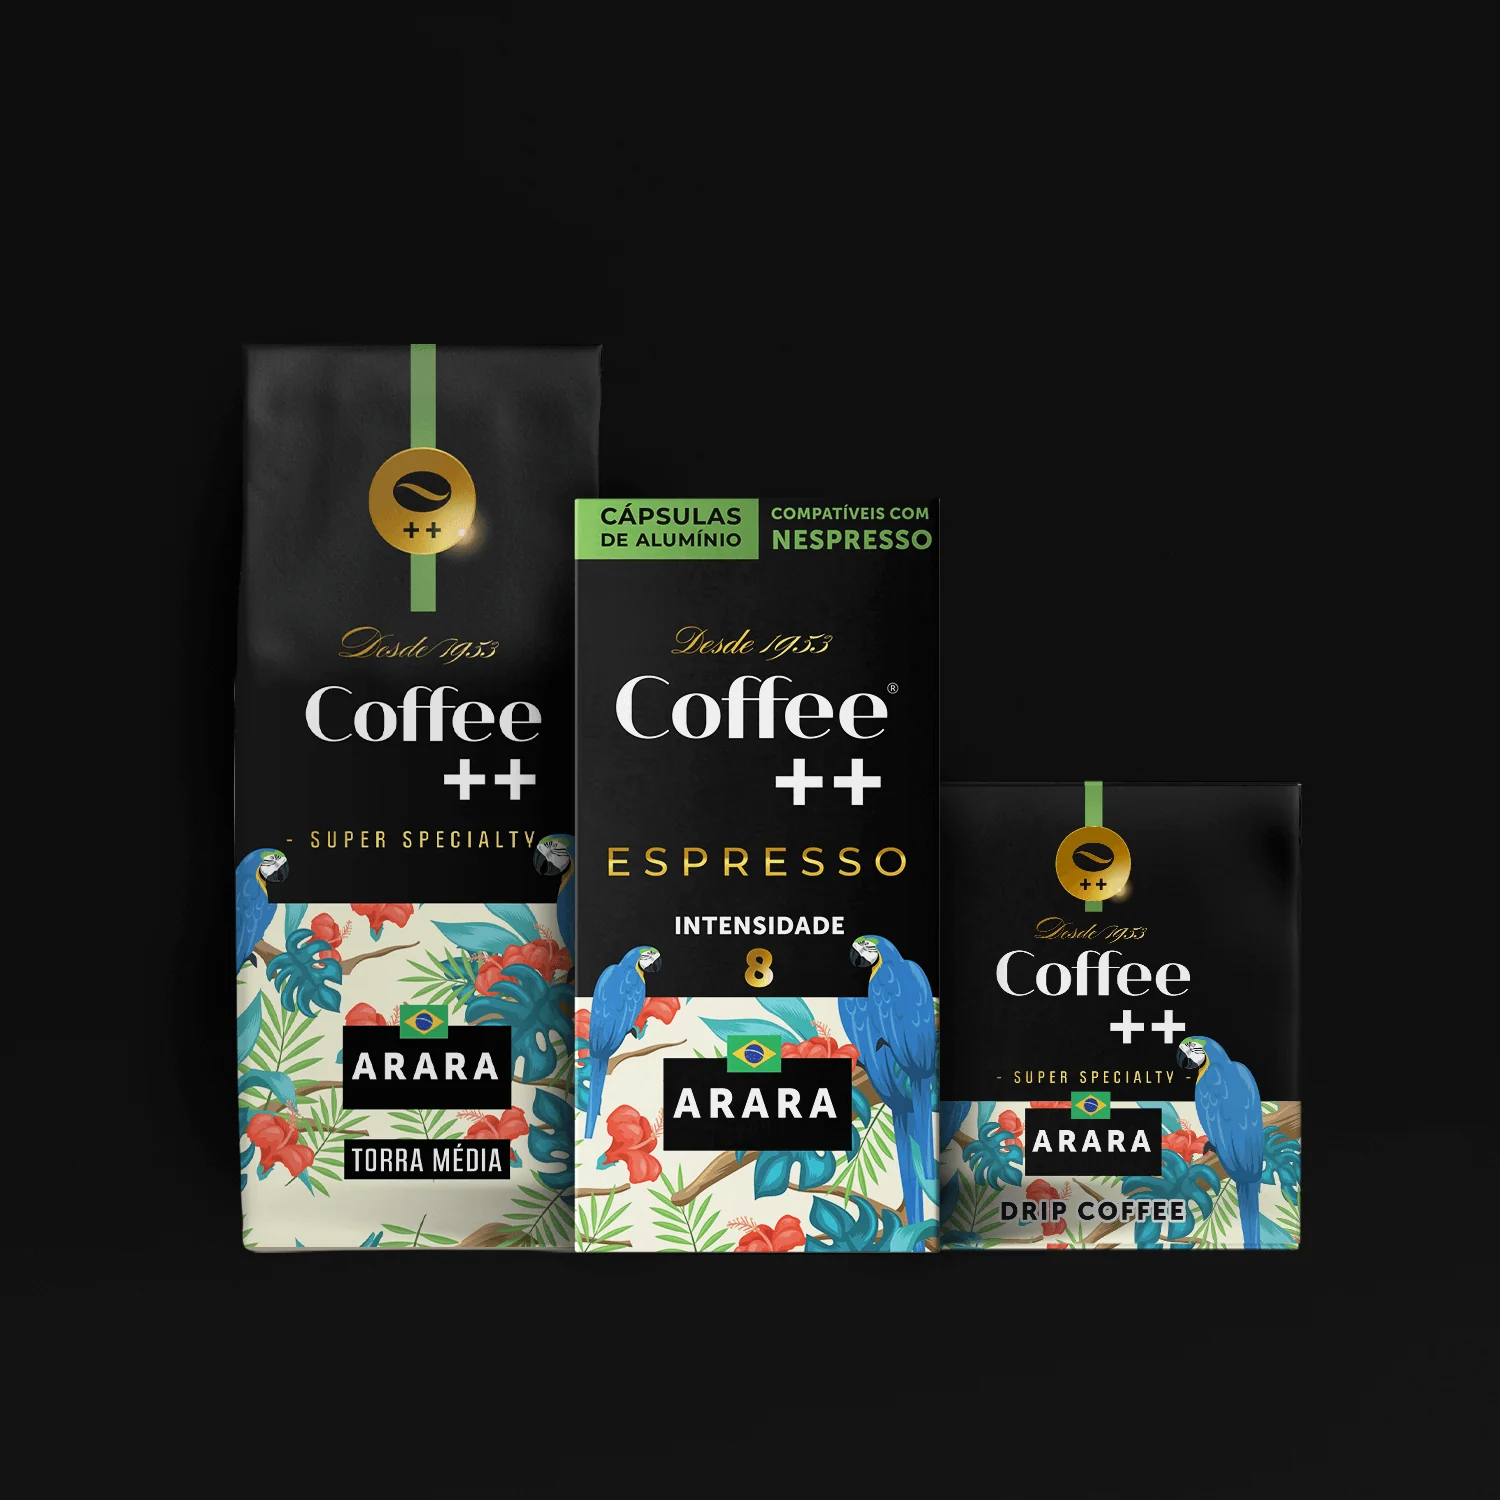 ++
Desde 1953
Coffee
++
- SUPER SPECIALTY
ARARA
TORRA MÉDIA
CÁPSULAS
DE ALUMÍNIO
COMPATÍVEIS COM
NESPRESSO
Desde 1953
Coffee®
++
ESPRESSO
INTENSIDADE
8
ARARA
++
Desde 1953
Coffee
++
- SUPER SPECIALTY -
ARARA
DRIP COFFEE